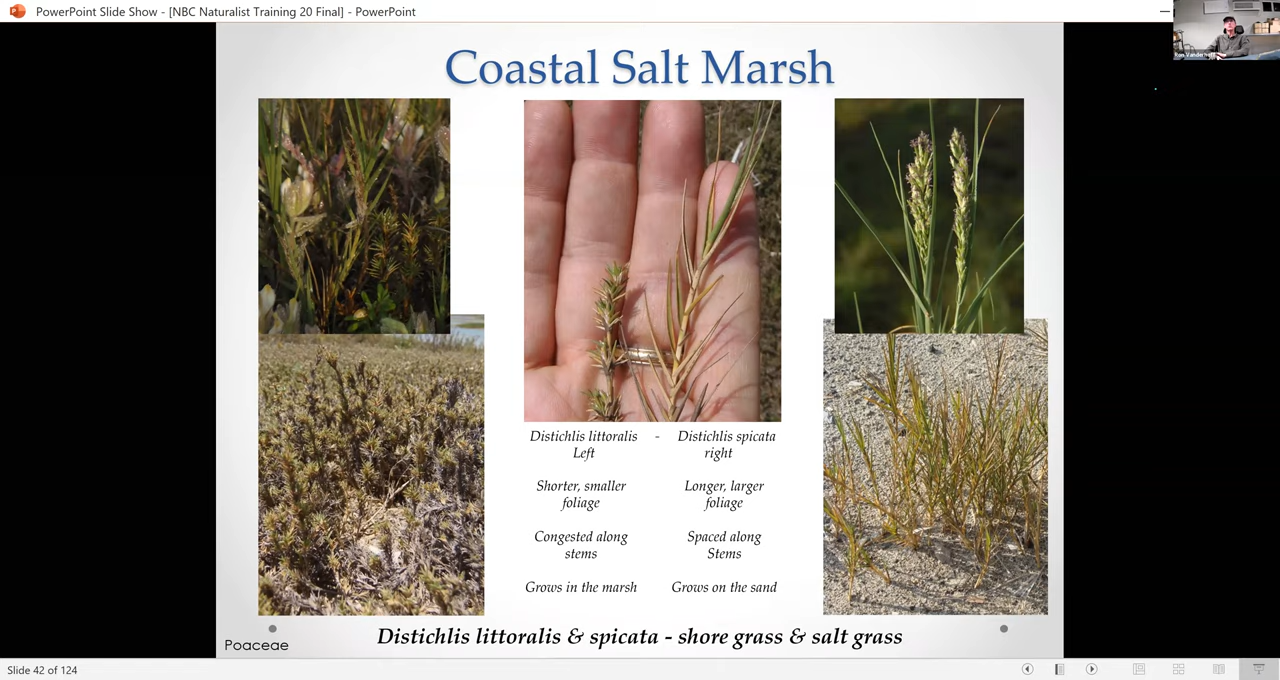 PowerPoint Slide Show - [NBC Naturalist Training 20 Final] - PowerPoint
Coastal Salt Marsh
Distichlis littoralis - Distichlis spicata
Left right
Shorter, smaller Longer, larger
foliage foliage
Congested along Spaced along
stems Stems
Grows in the marsh Grows on the sand
Distichlis littoralis & spicata - shore grass & salt grass
Poaceae
Slide 42 of 124